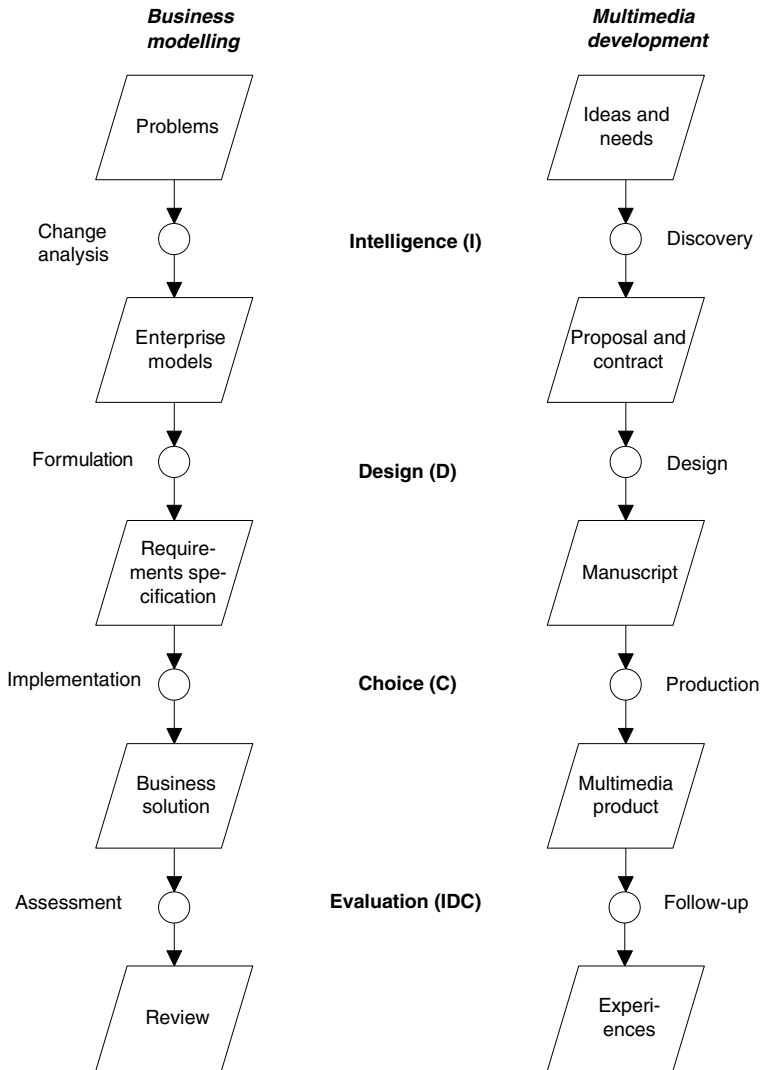 Business
modelling
Multimedia
development
Problems
Ideas and
needs
Change
analysis
Intelligence (I)
Discovery
Enterprise
models
Proposal and
contract
Formulation
Design (D)
Design
Require-
ments spe-
cification
Manuscript
Implementation
Choice (C)
Production
Business
solution
Multimedia
product
Assessment
Evaluation (IDC)
Follow-up
Review
Experi-
ences